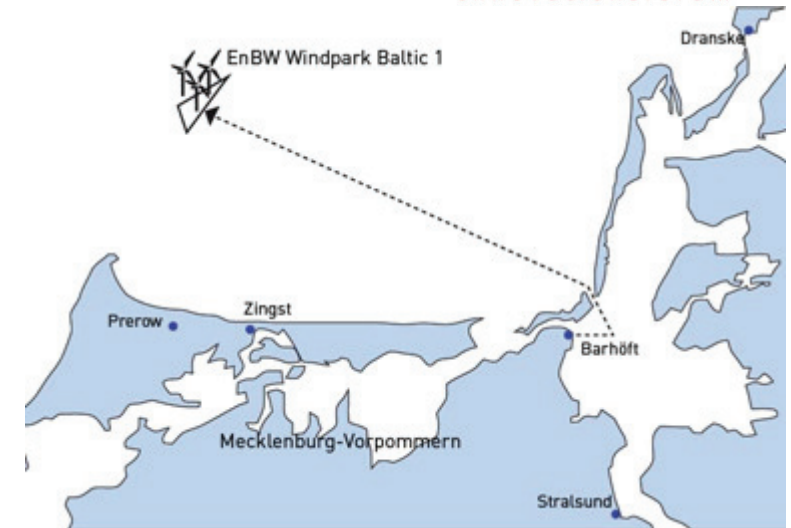 Dranske
EnBW Windpark Baltic 1
Zingst
Prerow
Barhöft
Mecklenburg-Vorpommern
Stralsund